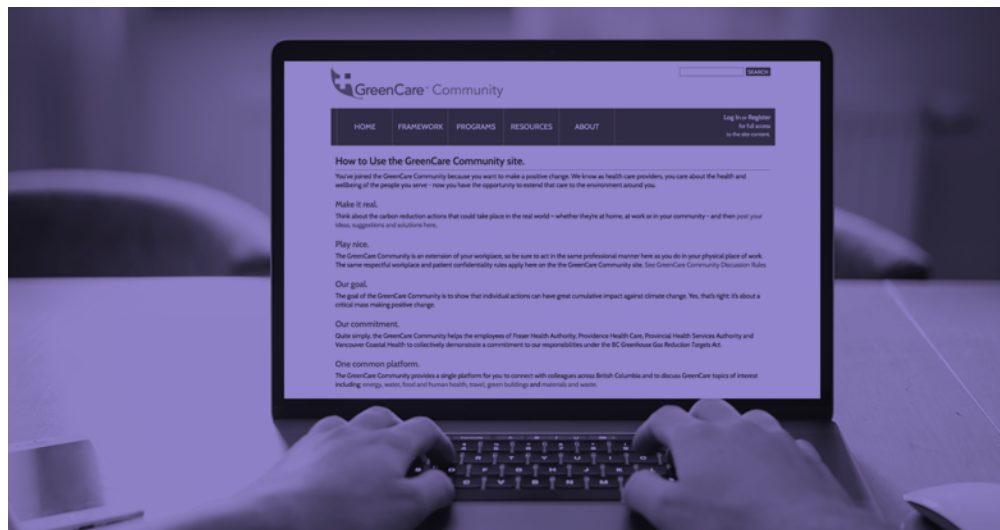 SEARCH
GreenCare™ Community
HOME FRAMEWORK PROGRAMS RESOURCES ABOUT
Log In or Register
for full access
to the site content.
How to Use the GreenCare Community site.
You've joined the GreenCare Community because you want to make a positive change. We know as health care providers, you care about the health and
wellbeing of the people you serve - now you have the opportunity to extend that care to the environment around you.
Make it real.
Think about the carbon reduction actions that could take place in the real world – whether they're at home, at work or in your community - and then post your
ideas, suggestions and solutions here.
Play nice.
The GreenCare Community is an extension of your workplace, so be sure to act in the same professional manner here as you do in your physical place of work.
The same respectful workplace and patient confidentiality rules apply here on the the GreenCare Community site. See GreenCare Community Discussion Rules
Our goal.
The goal of the GreenCare Community is to show that individual actions can have great cumulative impact against climate change. Yes, that's right: it's about a
critical mass making positive change.
Our commitment.
Quite simply, the GreenCare Community helps the employees of Fraser Health Authority, Providence Health Care, Provincial Health Services Authority and
Vancouver Coastal Health to collectively demonstrate a commitment to our responsibilities under the BC Greenhouse Gas Reduction Targets Act.
One common platform.
The GreenCare Community provides a single platform for you to connect with colleagues across British Columbia and to discuss GreenCare topics of interest
including: energy, water, food and human health, travel, green buildings and materials and waste.